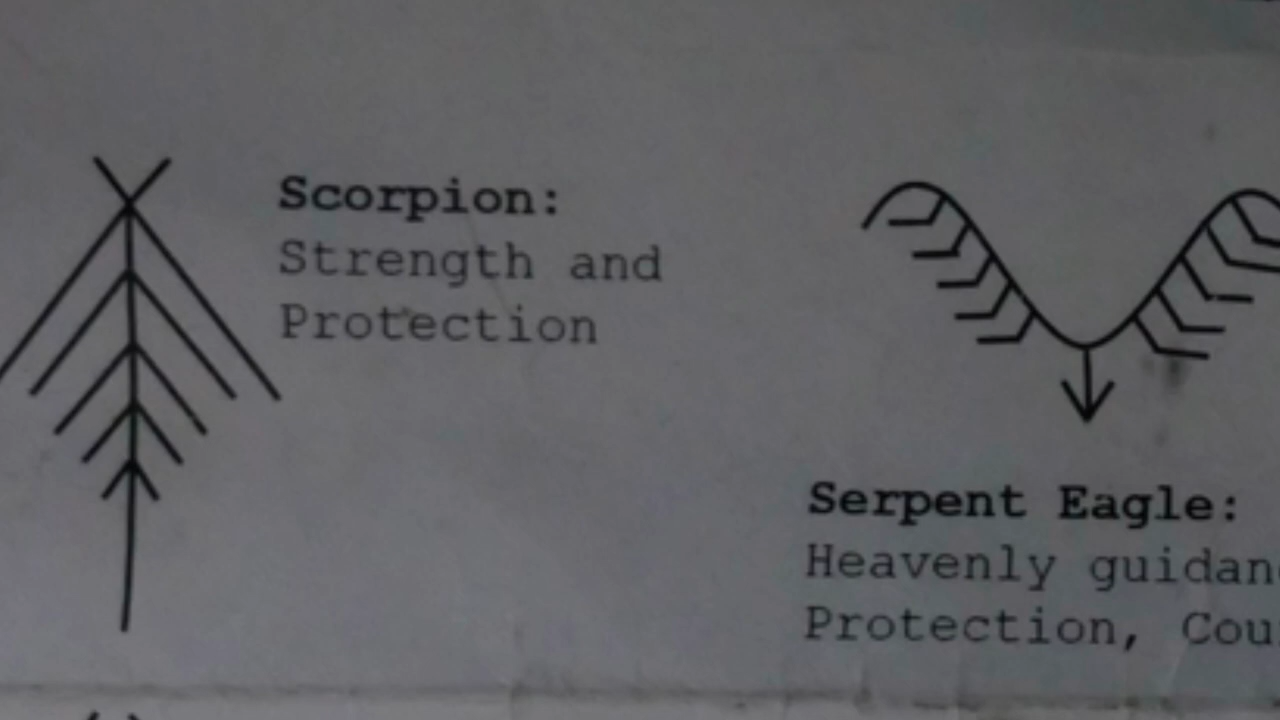 Scorpion:
Strength and
Protection
Serpent Eagle:
Heavenly
Protection,